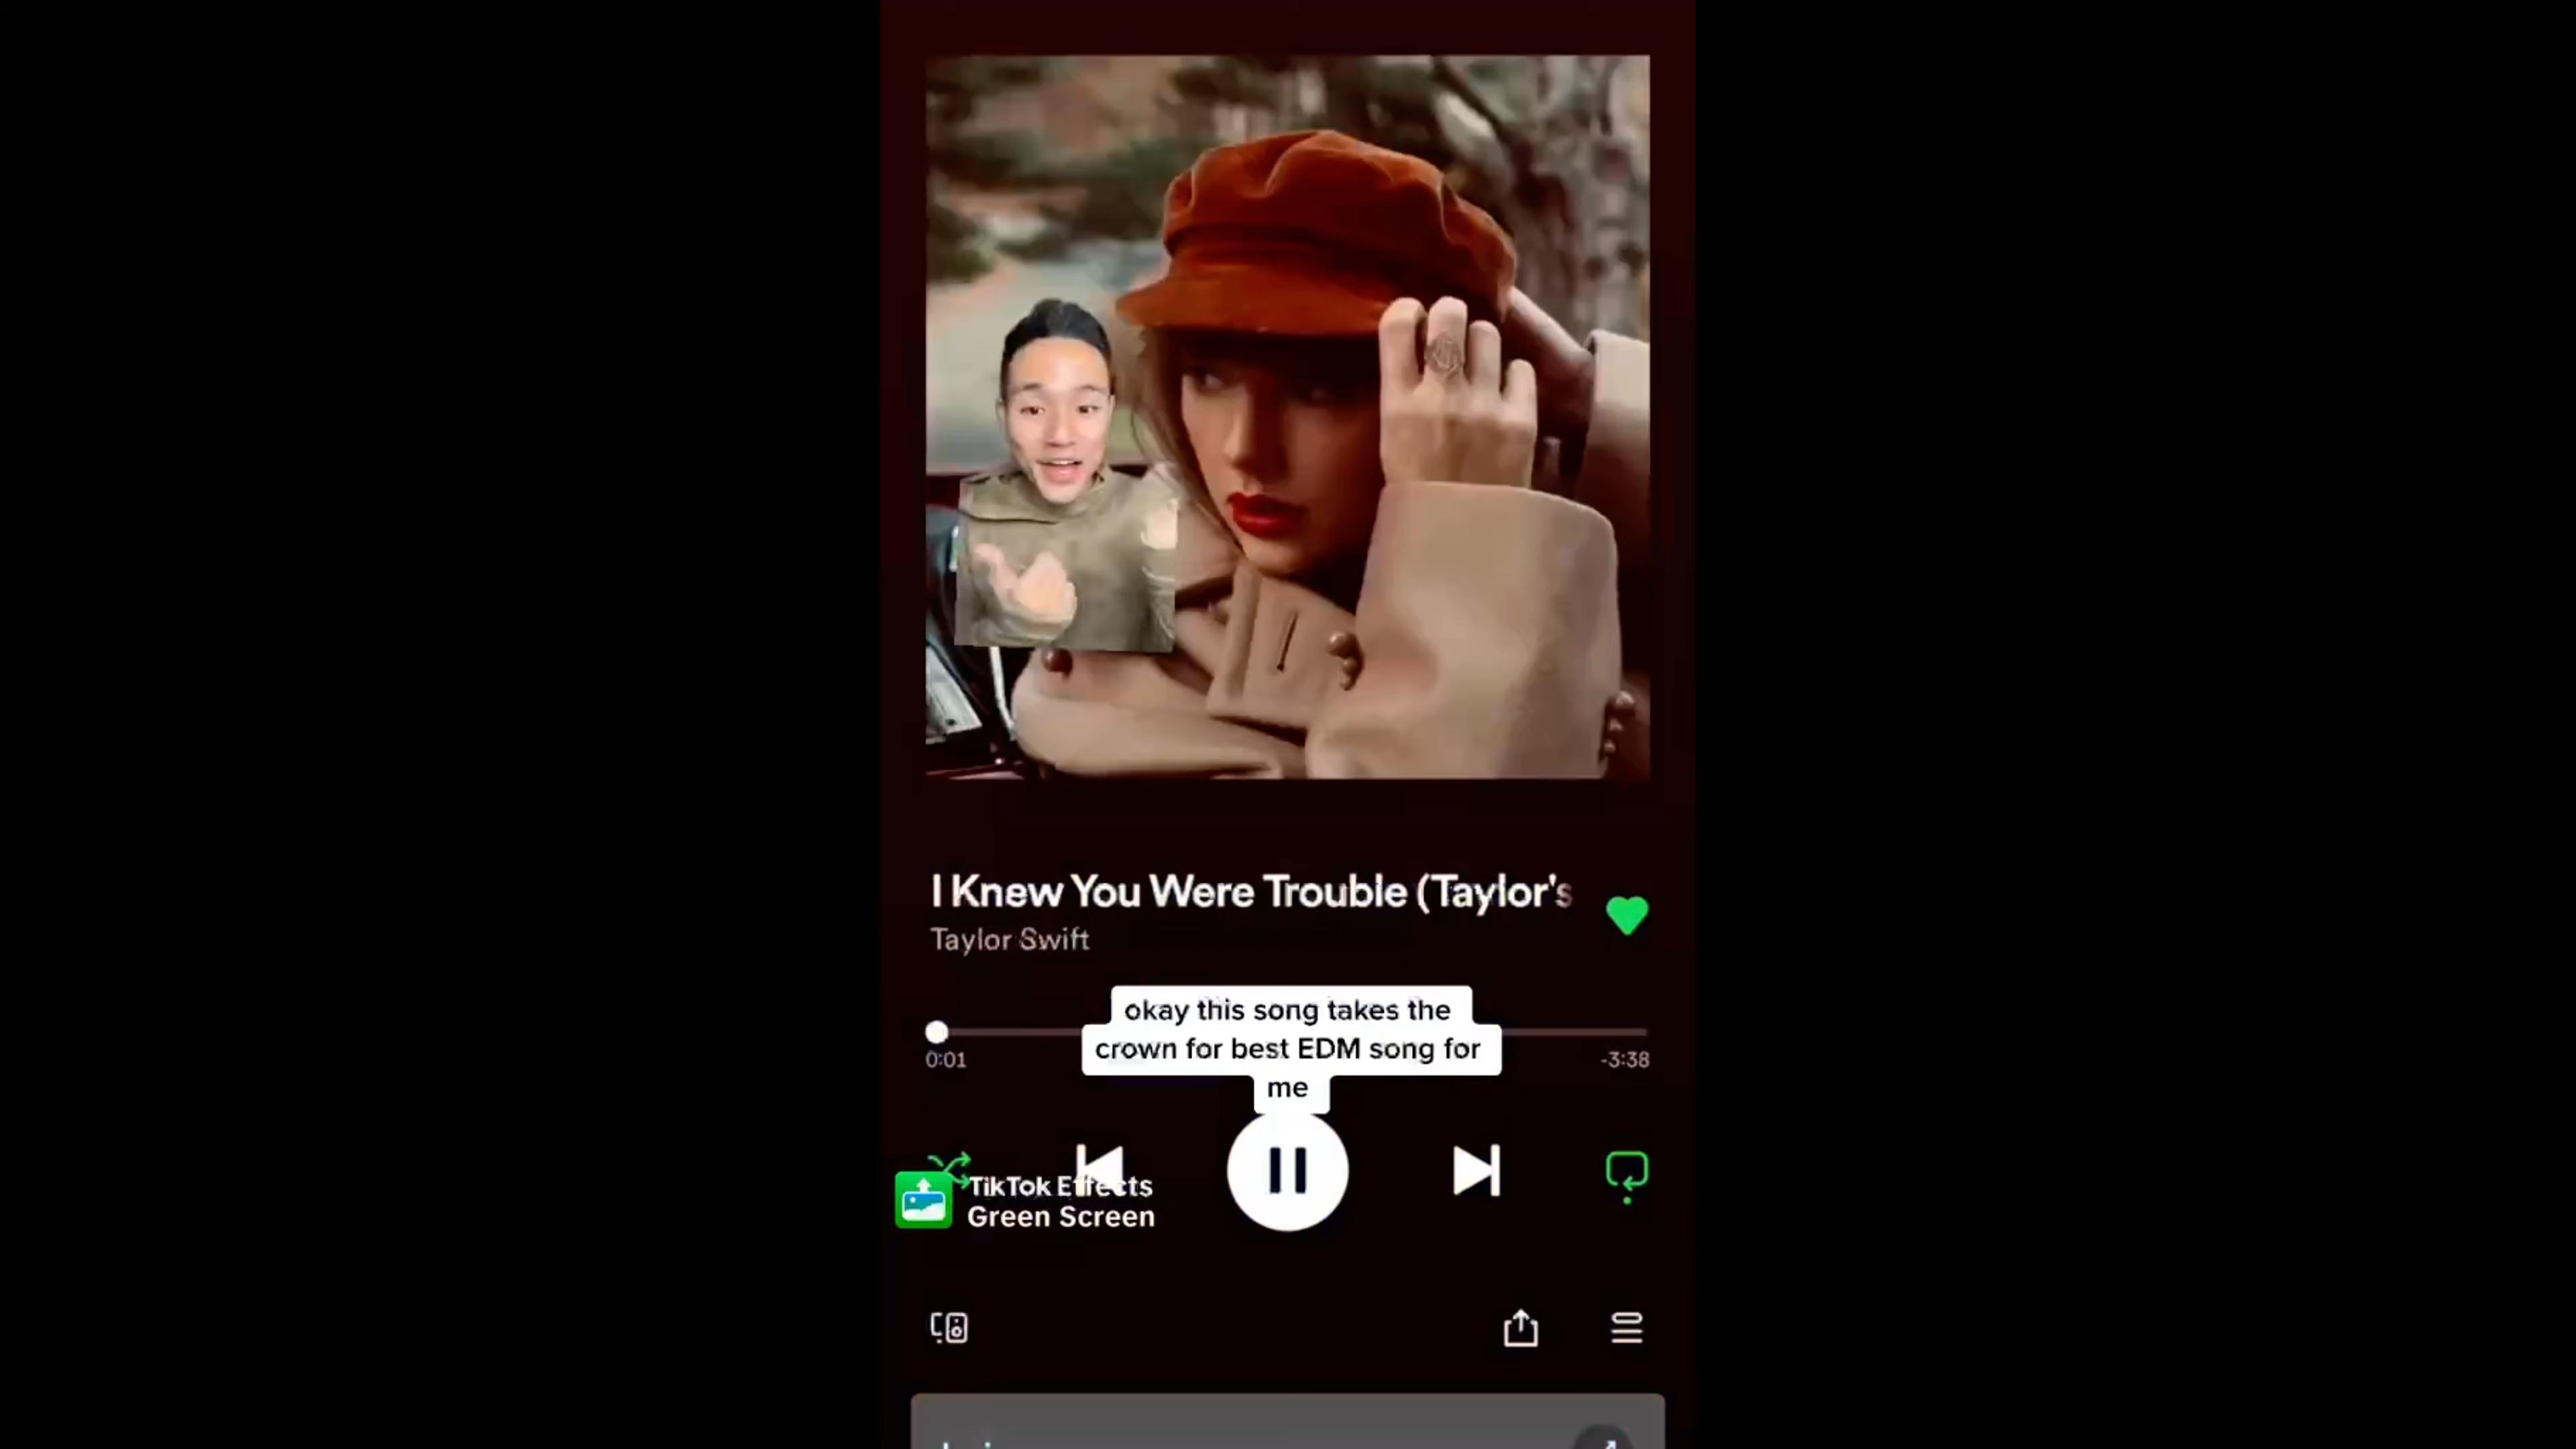 I Knew You Were Trouble (Taylor's
Taylor Swift
okay this song takes the
crown for best EDM song for
me
0:01
-3:38
TikTok Effects
Green Screen